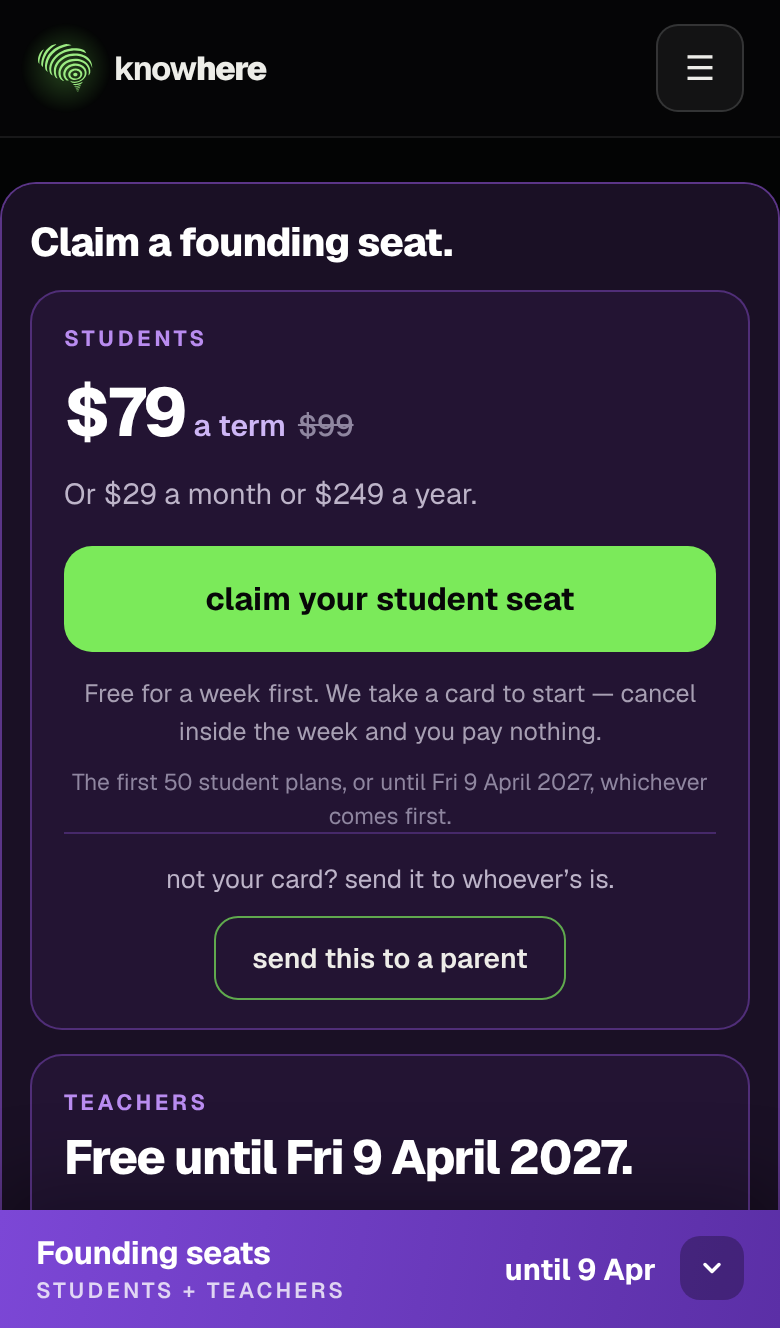 knowhere
☰
Claim a founding seat.
STUDENTS
$79 a term $99
Or $29 a month or $249 a year.
claim your student seat
Free for a week first. We take a card to start — cancel
inside the week and you pay nothing.
The first 50 student plans, or until Fri 9 April 2027, whichever
comes first.
not your card? send it to whoever’s is.
send this to a parent
TEACHERS
Free until Fri 9 April 2027.
Founding seats
STUDENTS + TEACHERS
until 9 Apr